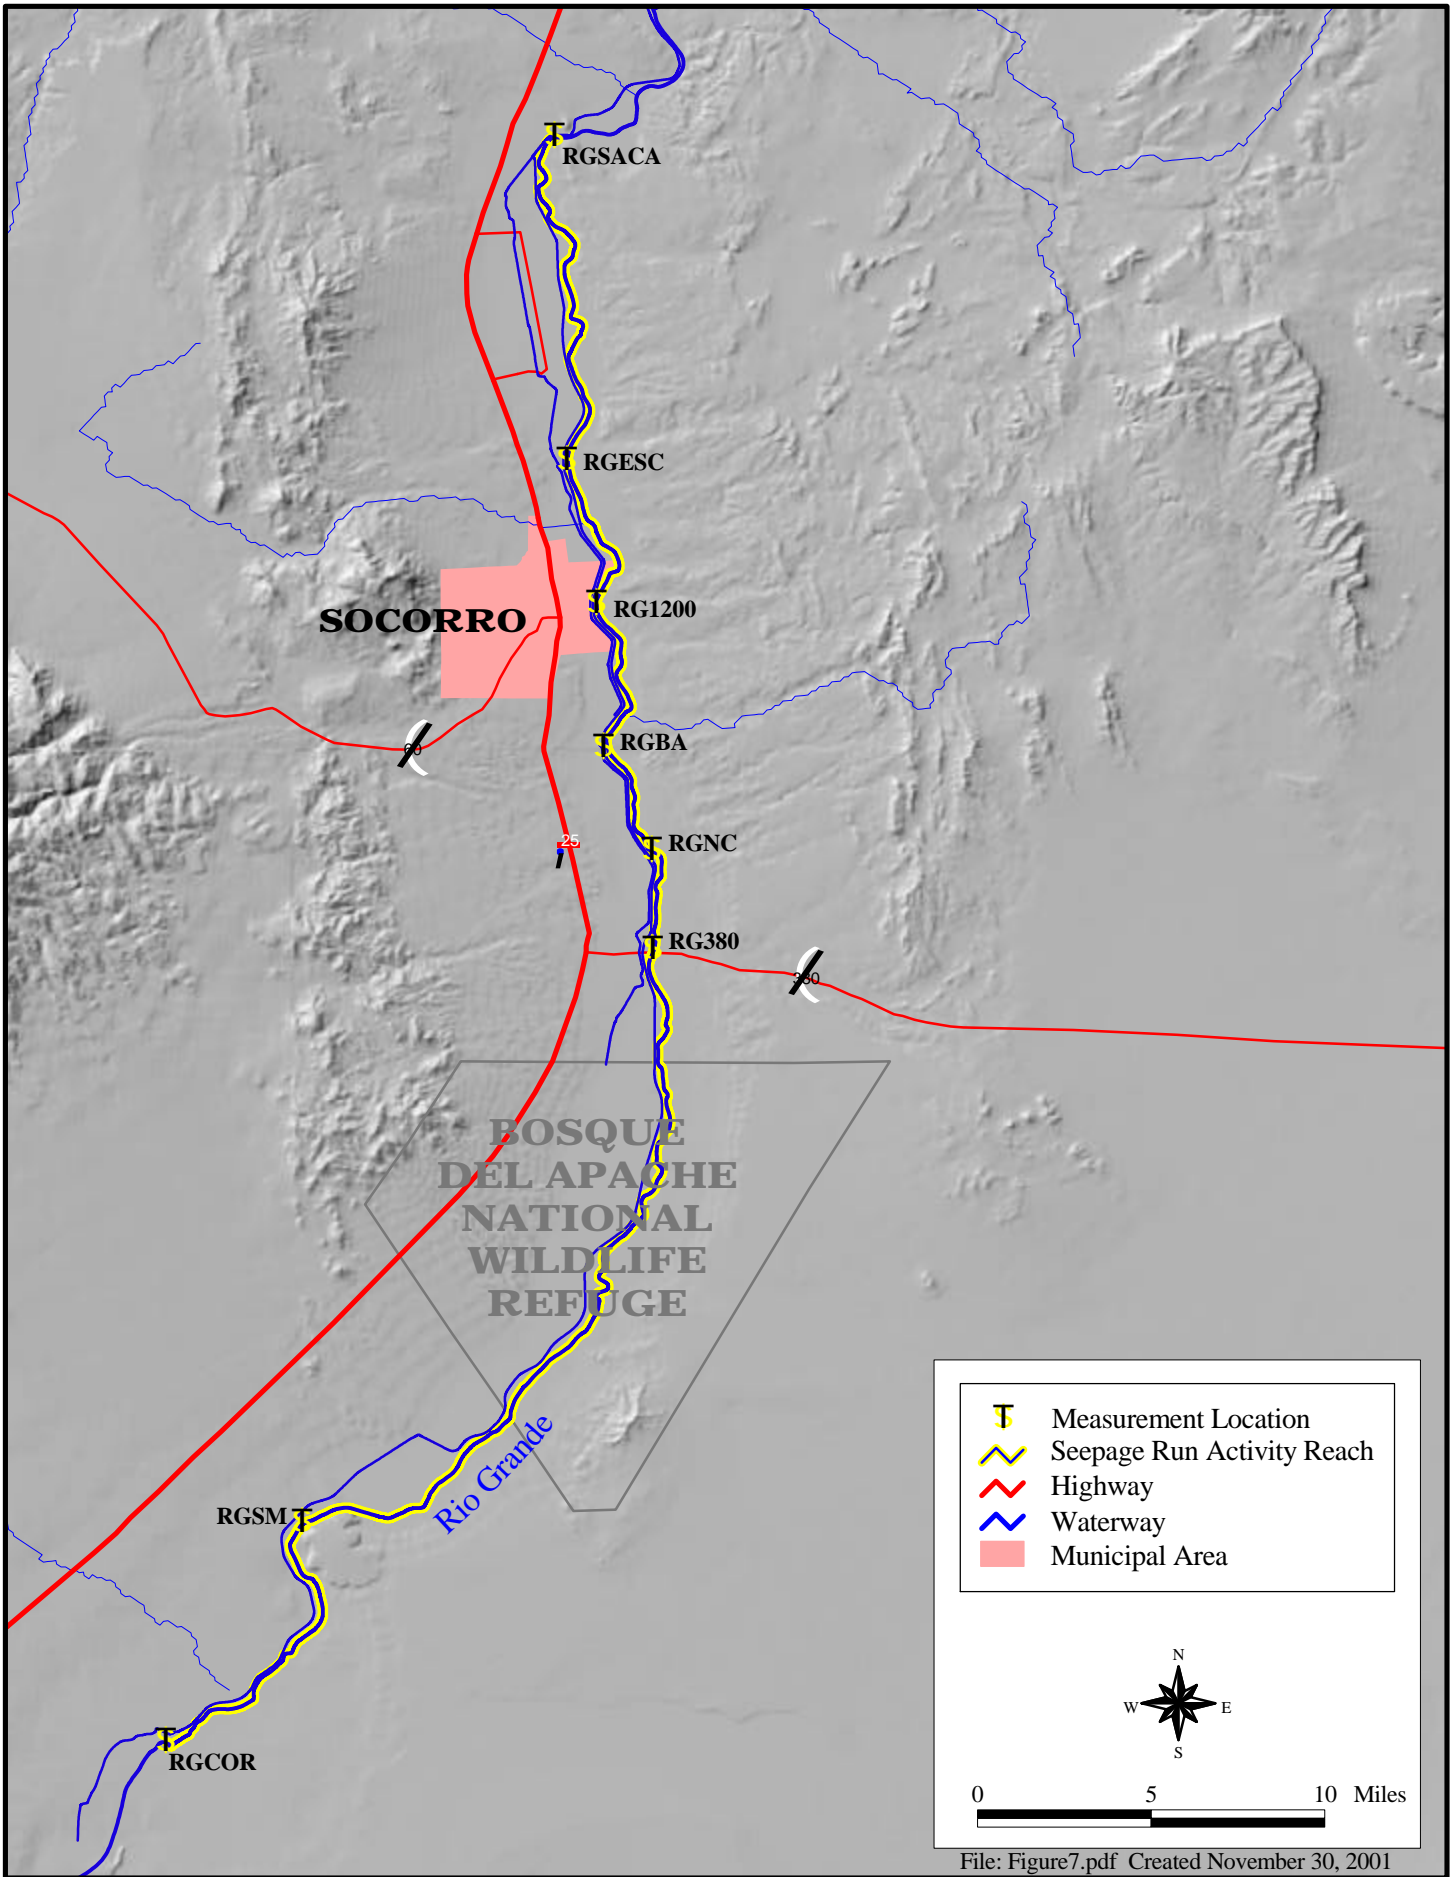 RGSACA
RGESC
RG1200
SOCORRO
RGBA
60
25
RGNC
RG380
380
BOSQUE
DEL APACHE
NATIONAL
WILDLIFE
REFUGE
Rio Grande
RGSM
RGCOR
Measurement Location
Seepage Run Activity Reach
Highway
Waterway
Municipal Area
N
W E
S
0 5 10 Miles
File: Figure7.pdf Created November 30, 2001